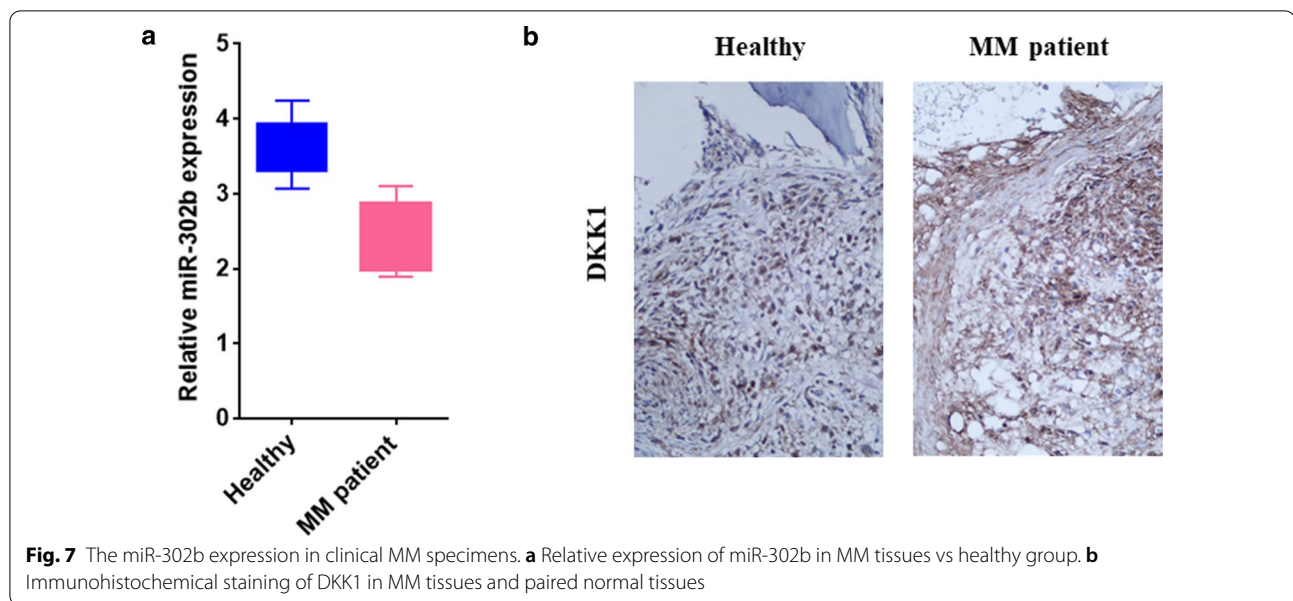 a
b
Healthy
MM patient
Relative miR-302b expression
5
4
3
2
1
0
Healthy
MM patient
DKK1
Fig. 7 The miR-302b expression in clinical MM specimens. a Relative expression of miR-302b in MM tissues vs healthy group. b
Immunohistochemical staining of DKK1 in MM tissues and paired normal tissues